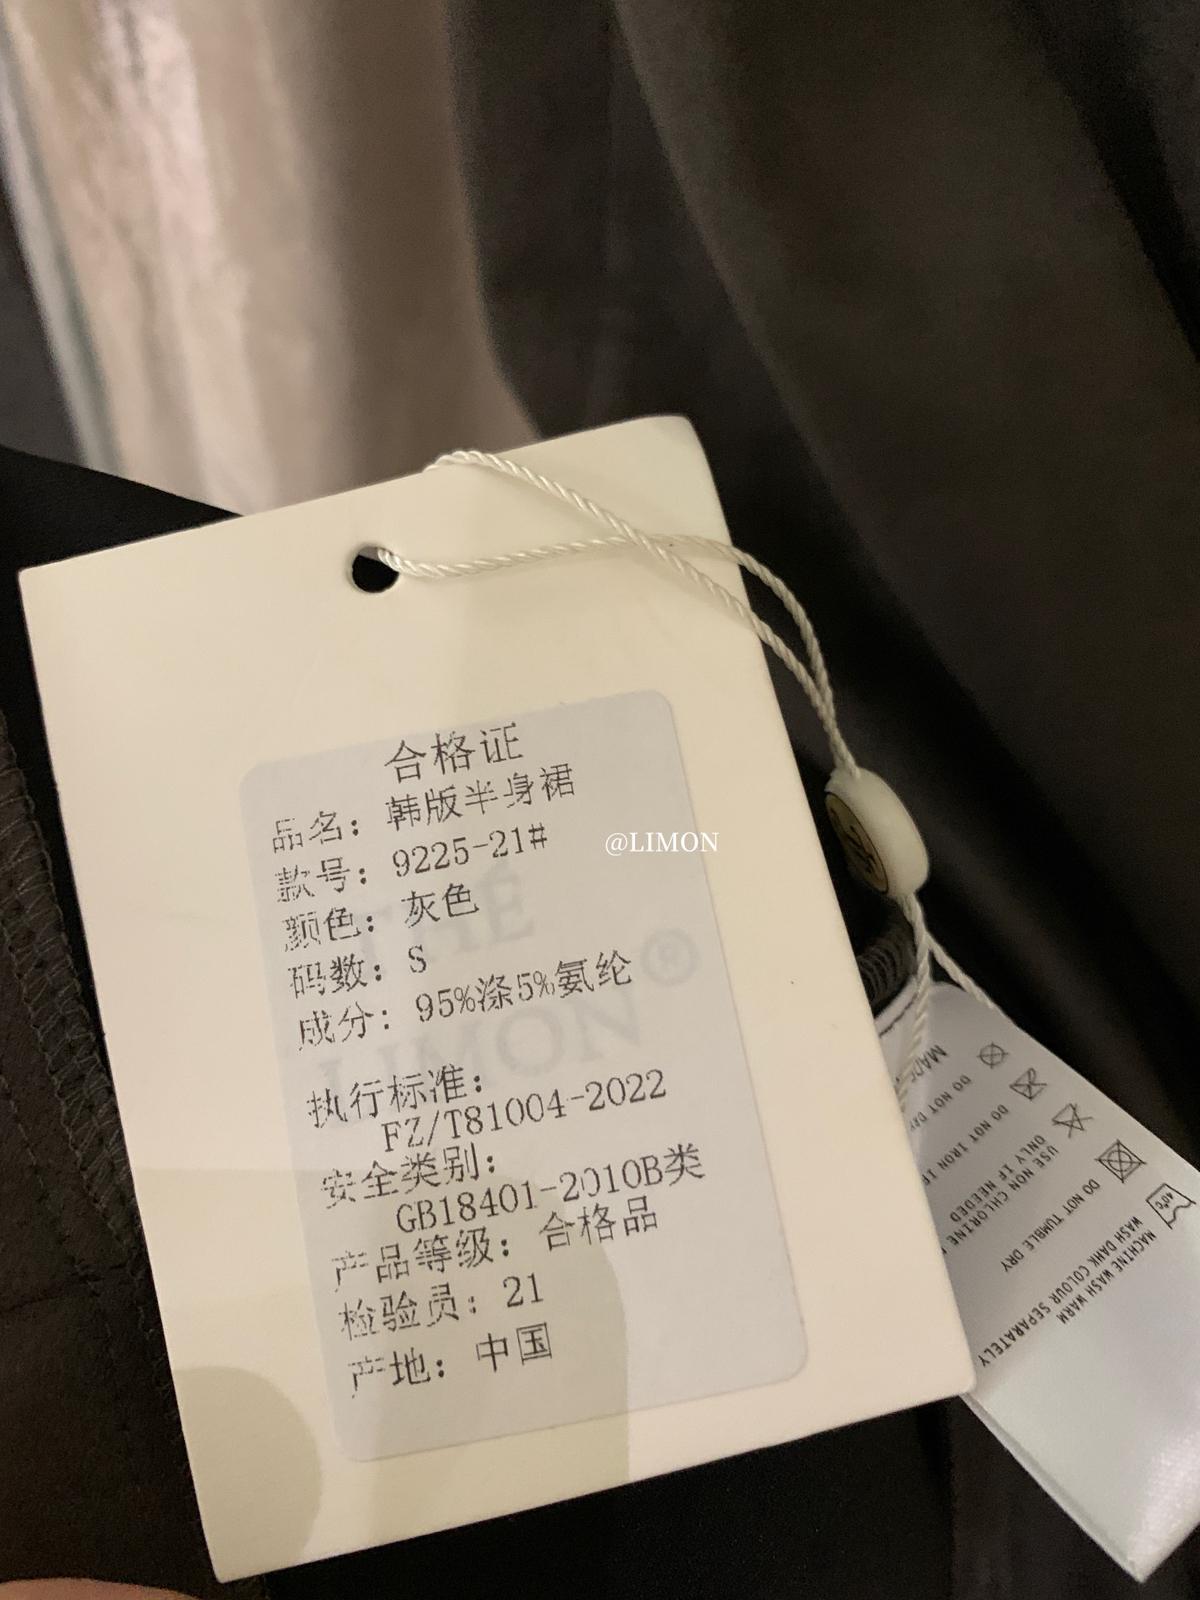 合格证
品名：韩版半身裙
款号：9225-21#
颜色：灰色
码数：S
成分：95%涤5%氨纶
执行标准：
FZ/T81004-2022
安全类别：
GB18401-2010B类
产品等级：合格品
检验员：21
产地：中国
@LIMON
THÉ
LIMON®
MACHINE WASH WARM
WASH DARK COLOUR SEPARATELY
DO NOT TUMBLE DRY
USE NON CHLORINE
ONLY IF NEEDED
DO NOT IRON
DO NOT
MADE